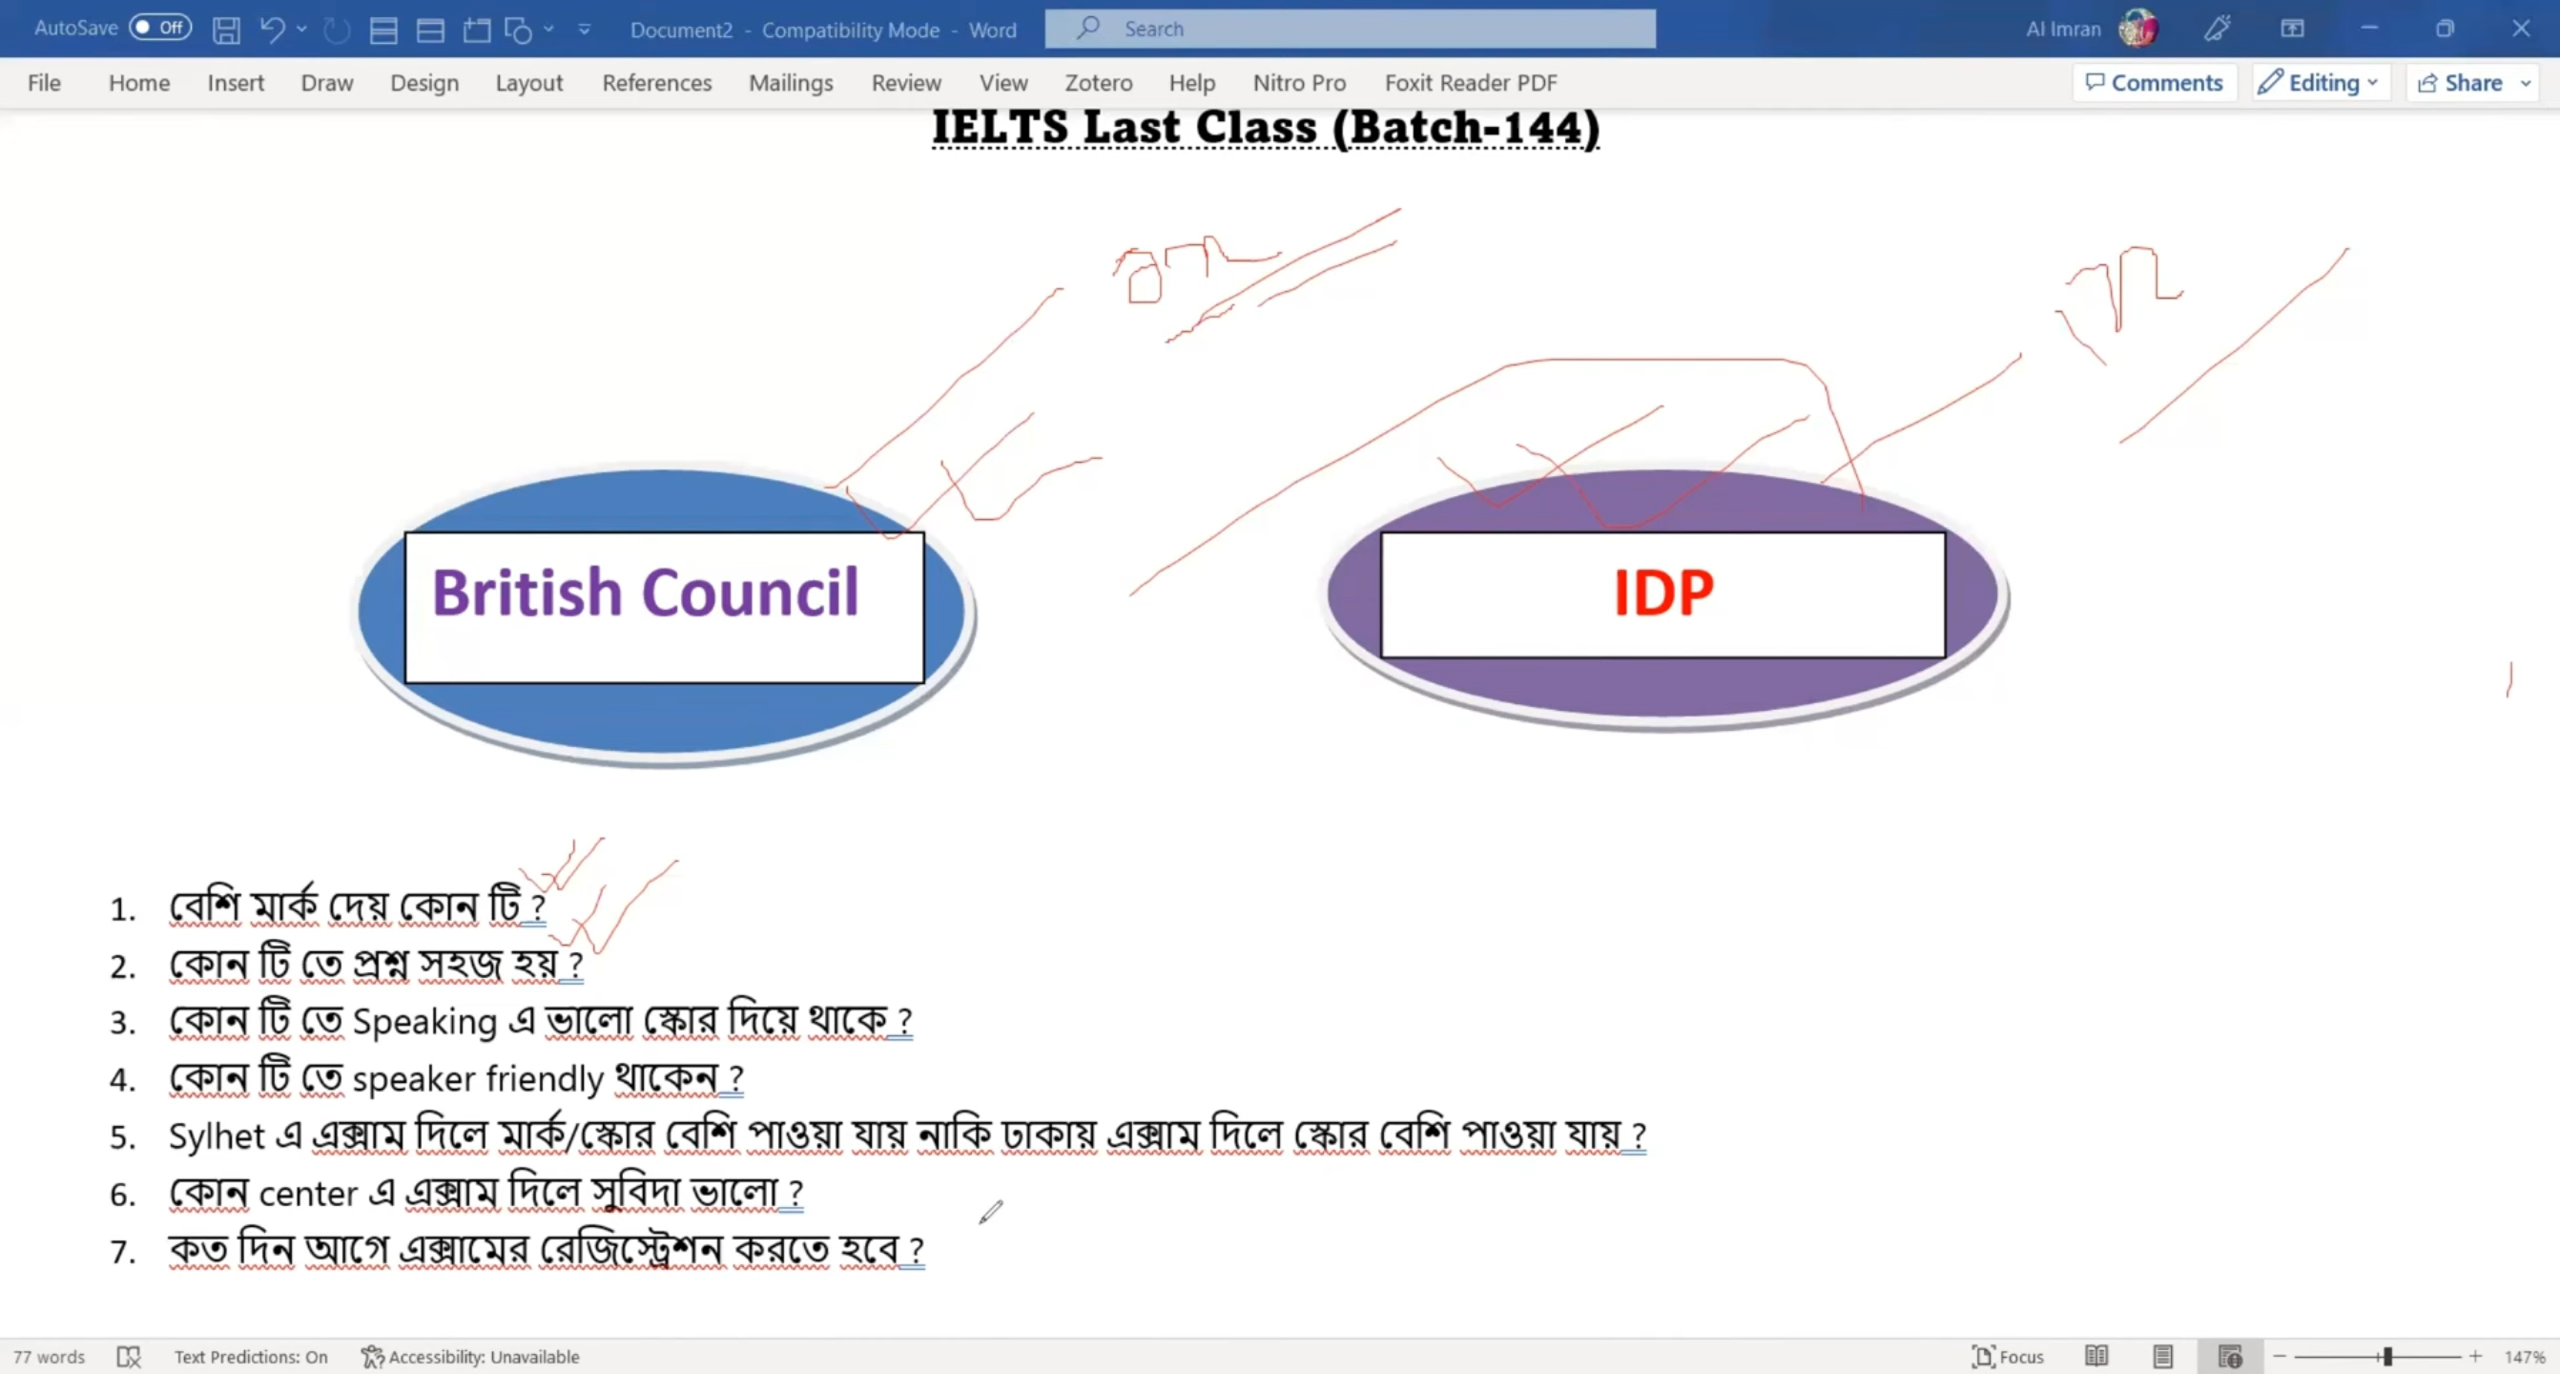 AutoSave Off Document2 - Compatibility Mode - Word Search Al Imran
File Home Insert Draw Design Layout References Mailings Review View Zotero Help Nitro Pro Foxit Reader PDF Comments Editing Share
IELTS Last Class (Batch-144)
British Council
IDP
1. বেশি মার্ক দেয় কোন টি ?
2. কোন টি তে প্রশ্ন সহজ হয় ?
3. কোন টি তে Speaking এ ভালো স্কোর দিয়ে থাকে ?
4. কোন টি তে speaker friendly থাকেন ?
5. Sylhet এ এক্সাম দিলে মার্ক/স্কোর বেশি পাওয়া যায় নাকি ঢাকায় এক্সাম দিলে স্কোর বেশি পাওয়া যায় ?
6. কোন center এ এক্সাম দিলে সুবিদা ভালো ?
7. কত দিন আগে এক্সামের রেজিস্ট্রেশন করতে হবে ?
77 words Text Predictions: On Accessibility: Unavailable Focus 147%